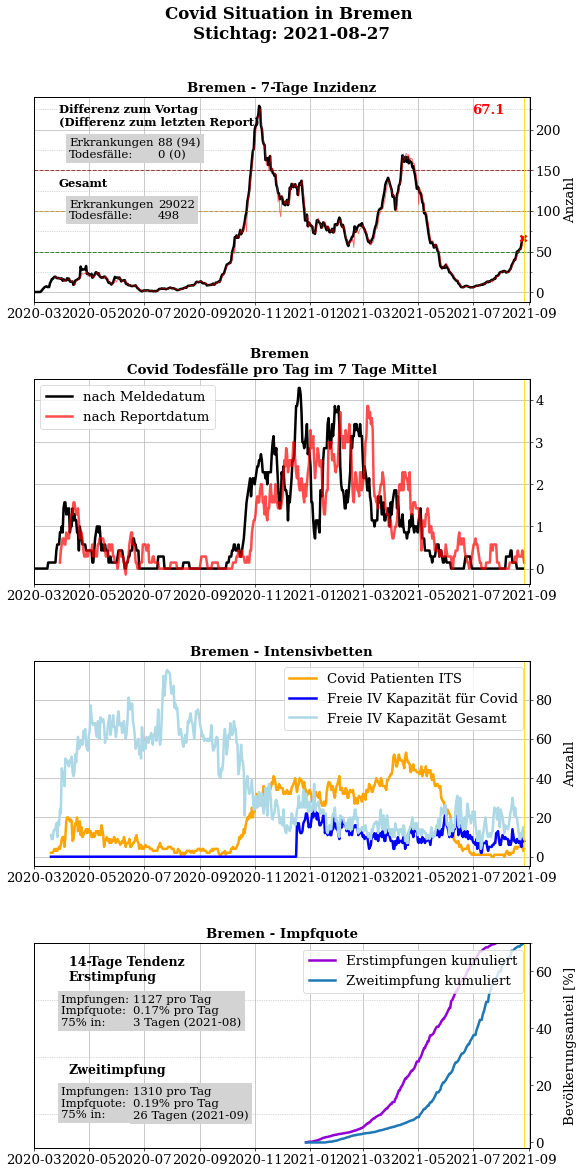 Covid Situation in Bremen
Stichtag: 2021-08-27
Bremen - 7-Tage Inzidenz
Differenz zum Vortag
(Differenz zum letzten Report)
Erkrankungen 88 (94)
Todesfälle: 0 (0)
Gesamt
Erkrankungen 29022
Todesfälle: 498
67.1
200
150
100
50
0
Anzahl
2020-03 2020-05 2020-07 2020-09 2020-11 2021-01 2021-03 2021-05 2021-07 2021-09
Bremen
Covid Todesfälle pro Tag im 7 Tage Mittel
nach Meldedatum
nach Reportdatum
4
3
2
1
0
2020-03 2020-05 2020-07 2020-09 2020-11 2021-01 2021-03 2021-05 2021-07 2021-09
Bremen - Intensivbetten
Covid Patienten ITS
Freie IV Kapazität für Covid
Freie IV Kapazität Gesamt
80
60
40
20
0
Anzahl
2020-03 2020-05 2020-07 2020-09 2020-11 2021-01 2021-03 2021-05 2021-07 2021-09
Bremen - Impfquote
14-Tage Tendenz
Erstimpfung
Impfungen: 1127 pro Tag
Impfquote: 0.17% pro Tag
75% in: 3 Tagen (2021-08)
Zweitimpfung
Impfungen: 1310 pro Tag
Impfquote: 0.19% pro Tag
75% in: 26 Tagen (2021-09)
Erstimpfungen kumuliert
Zweitimpfung kumuliert
60
40
20
0
Bevölkerungsanteil [%]
2020-03 2020-05 2020-07 2020-09 2020-11 2021-01 2021-03 2021-05 2021-07 2021-09